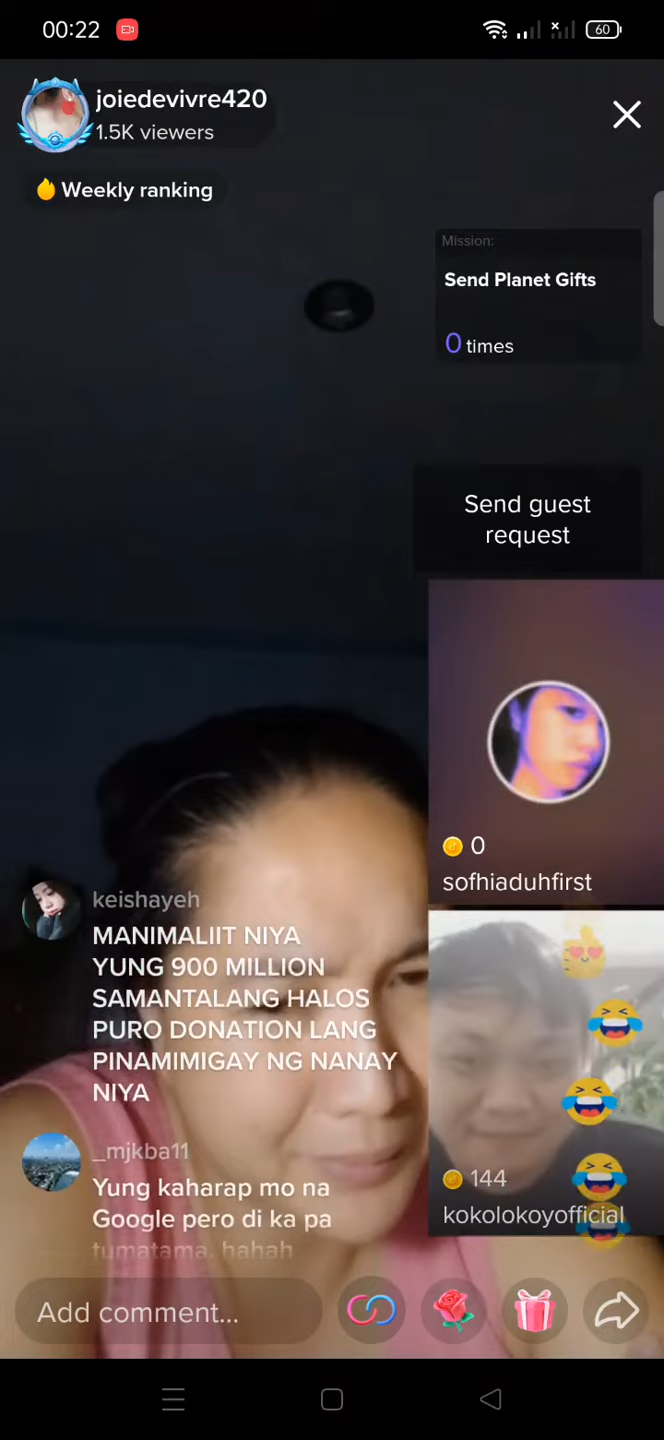 00:22
60
joiedevivre420
1.5K viewers
Weekly ranking
Mission:
Send Planet Gifts
0 times
Send guest
request
0
sofhiaduhfirst
keishayeh
MANIMALIIT NIYA
YUNG 900 MILLION
SAMANTALANG HALOS
PURO DONATION LANG
PINAMIMIGAY NG NANAY
NIYA
_mjkba11
Yung kaharap mo na
Google pero di ka pa
tumatama. hahah
144
kokolokoyofficial
Add comment...